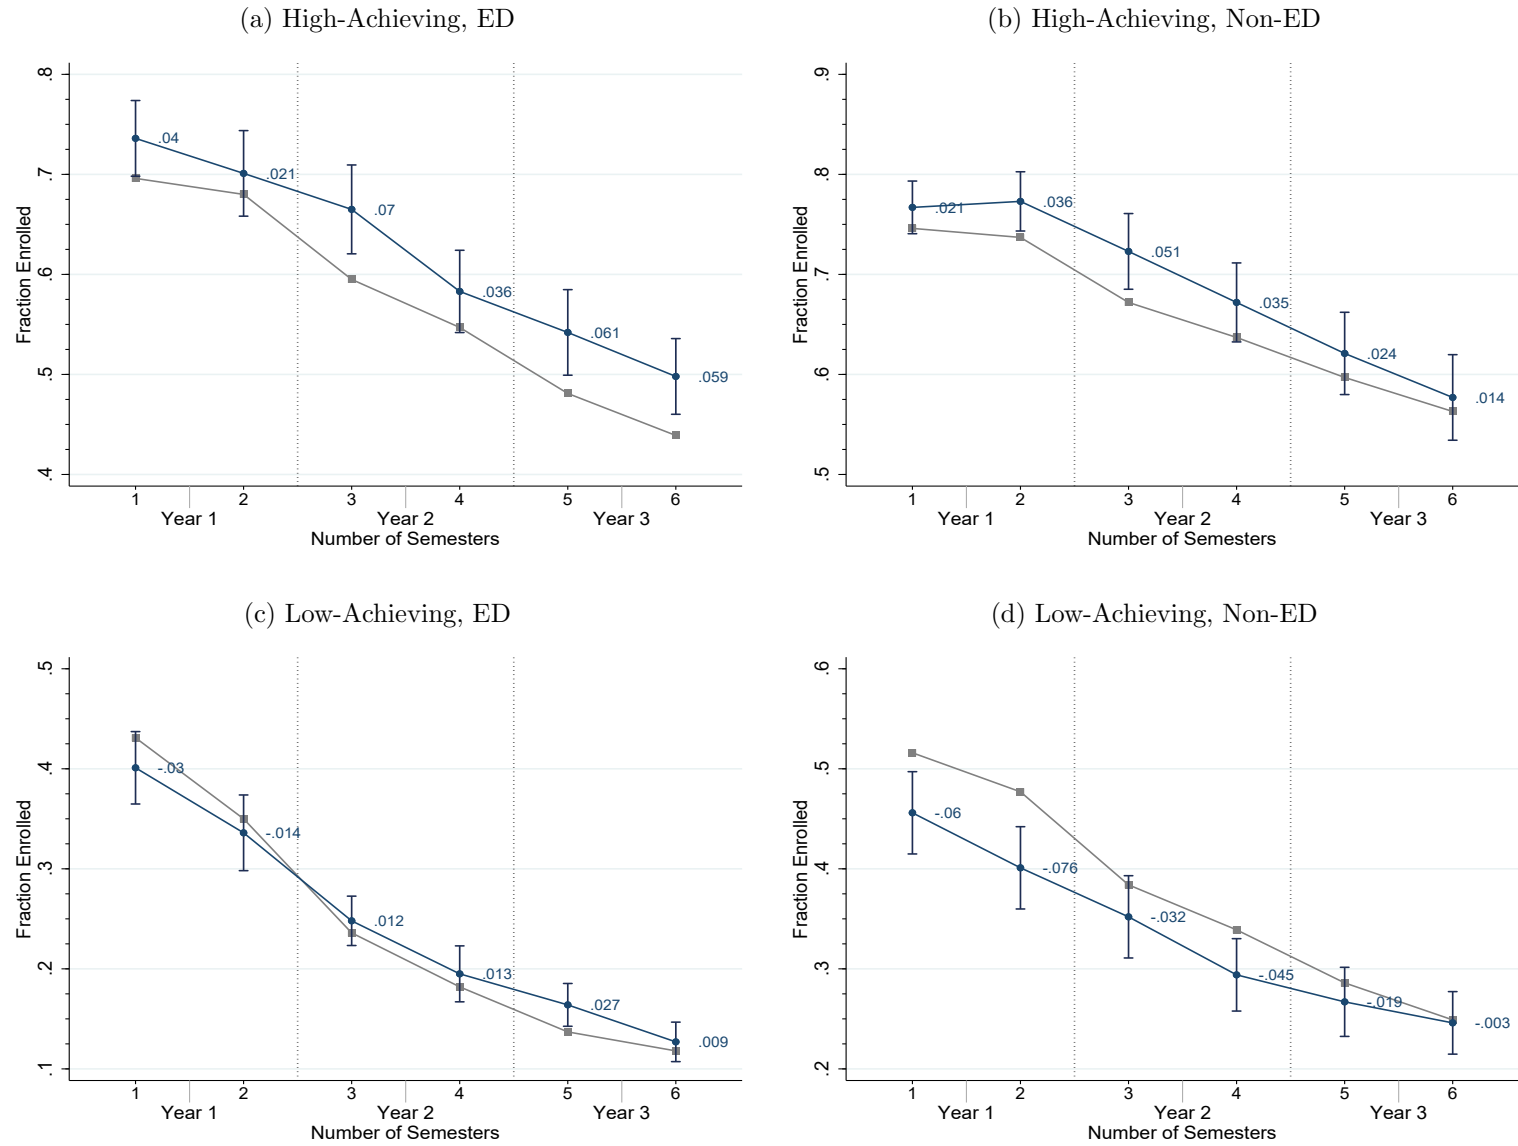 (a) High-Achieving, ED
Fraction Enrolled
.8
.7
.6
.5
.4
.04
.021
.07
.036
.061
.059
1 2 3 4 5 6
Year 1 Year 2 Year 3
Number of Semesters
(b) High-Achieving, Non-ED
Fraction Enrolled
.9
.8
.7
.6
.5
.021
.036
.051
.035
.024
.014
1 2 3 4 5 6
Year 1 Year 2 Year 3
Number of Semesters
(c) Low-Achieving, ED
Fraction Enrolled
.5
.4
.3
.2
.1
-.03
-.014
.012
.013
.027
.009
1 2 3 4 5 6
Year 1 Year 2 Year 3
Number of Semesters
(d) Low-Achieving, Non-ED
Fraction Enrolled
.6
.5
.4
.3
.2
-.06
-.076
-.032
-.045
-.019
-.003
1 2 3 4 5 6
Year 1 Year 2 Year 3
Number of Semesters